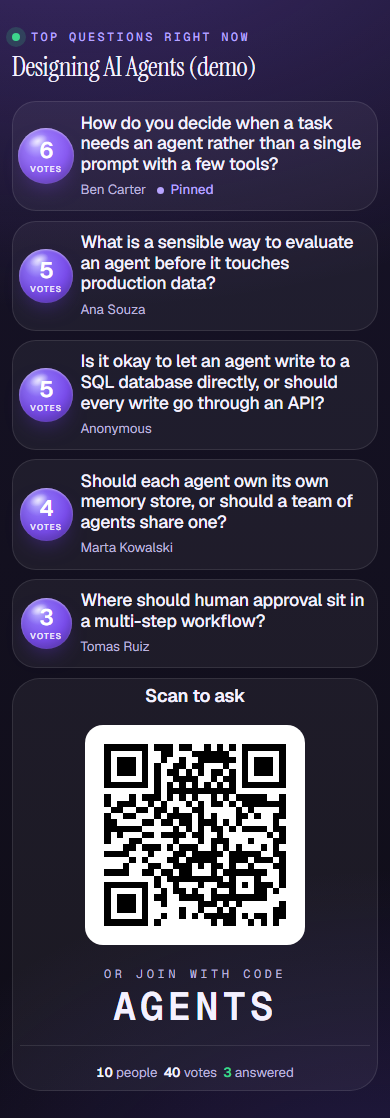 TOP QUESTIONS RIGHT NOW
Designing AI Agents (demo)
6
VOTES
How do you decide when a task
needs an agent rather than a single
prompt with a few tools?
Ben Carter • Pinned
5
VOTES
What is a sensible way to evaluate
an agent before it touches
production data?
Ana Souza
5
VOTES
Is it okay to let an agent write to a
SQL database directly, or should
every write go through an API?
Anonymous
4
VOTES
Should each agent own its own
memory store, or should a team of
agents share one?
Marta Kowalski
3
VOTES
Where should human approval sit in
a multi-step workflow?
Tomas Ruiz
Scan to ask
OR JOIN WITH CODE
AGENTS
10 people 40 votes 3 answered